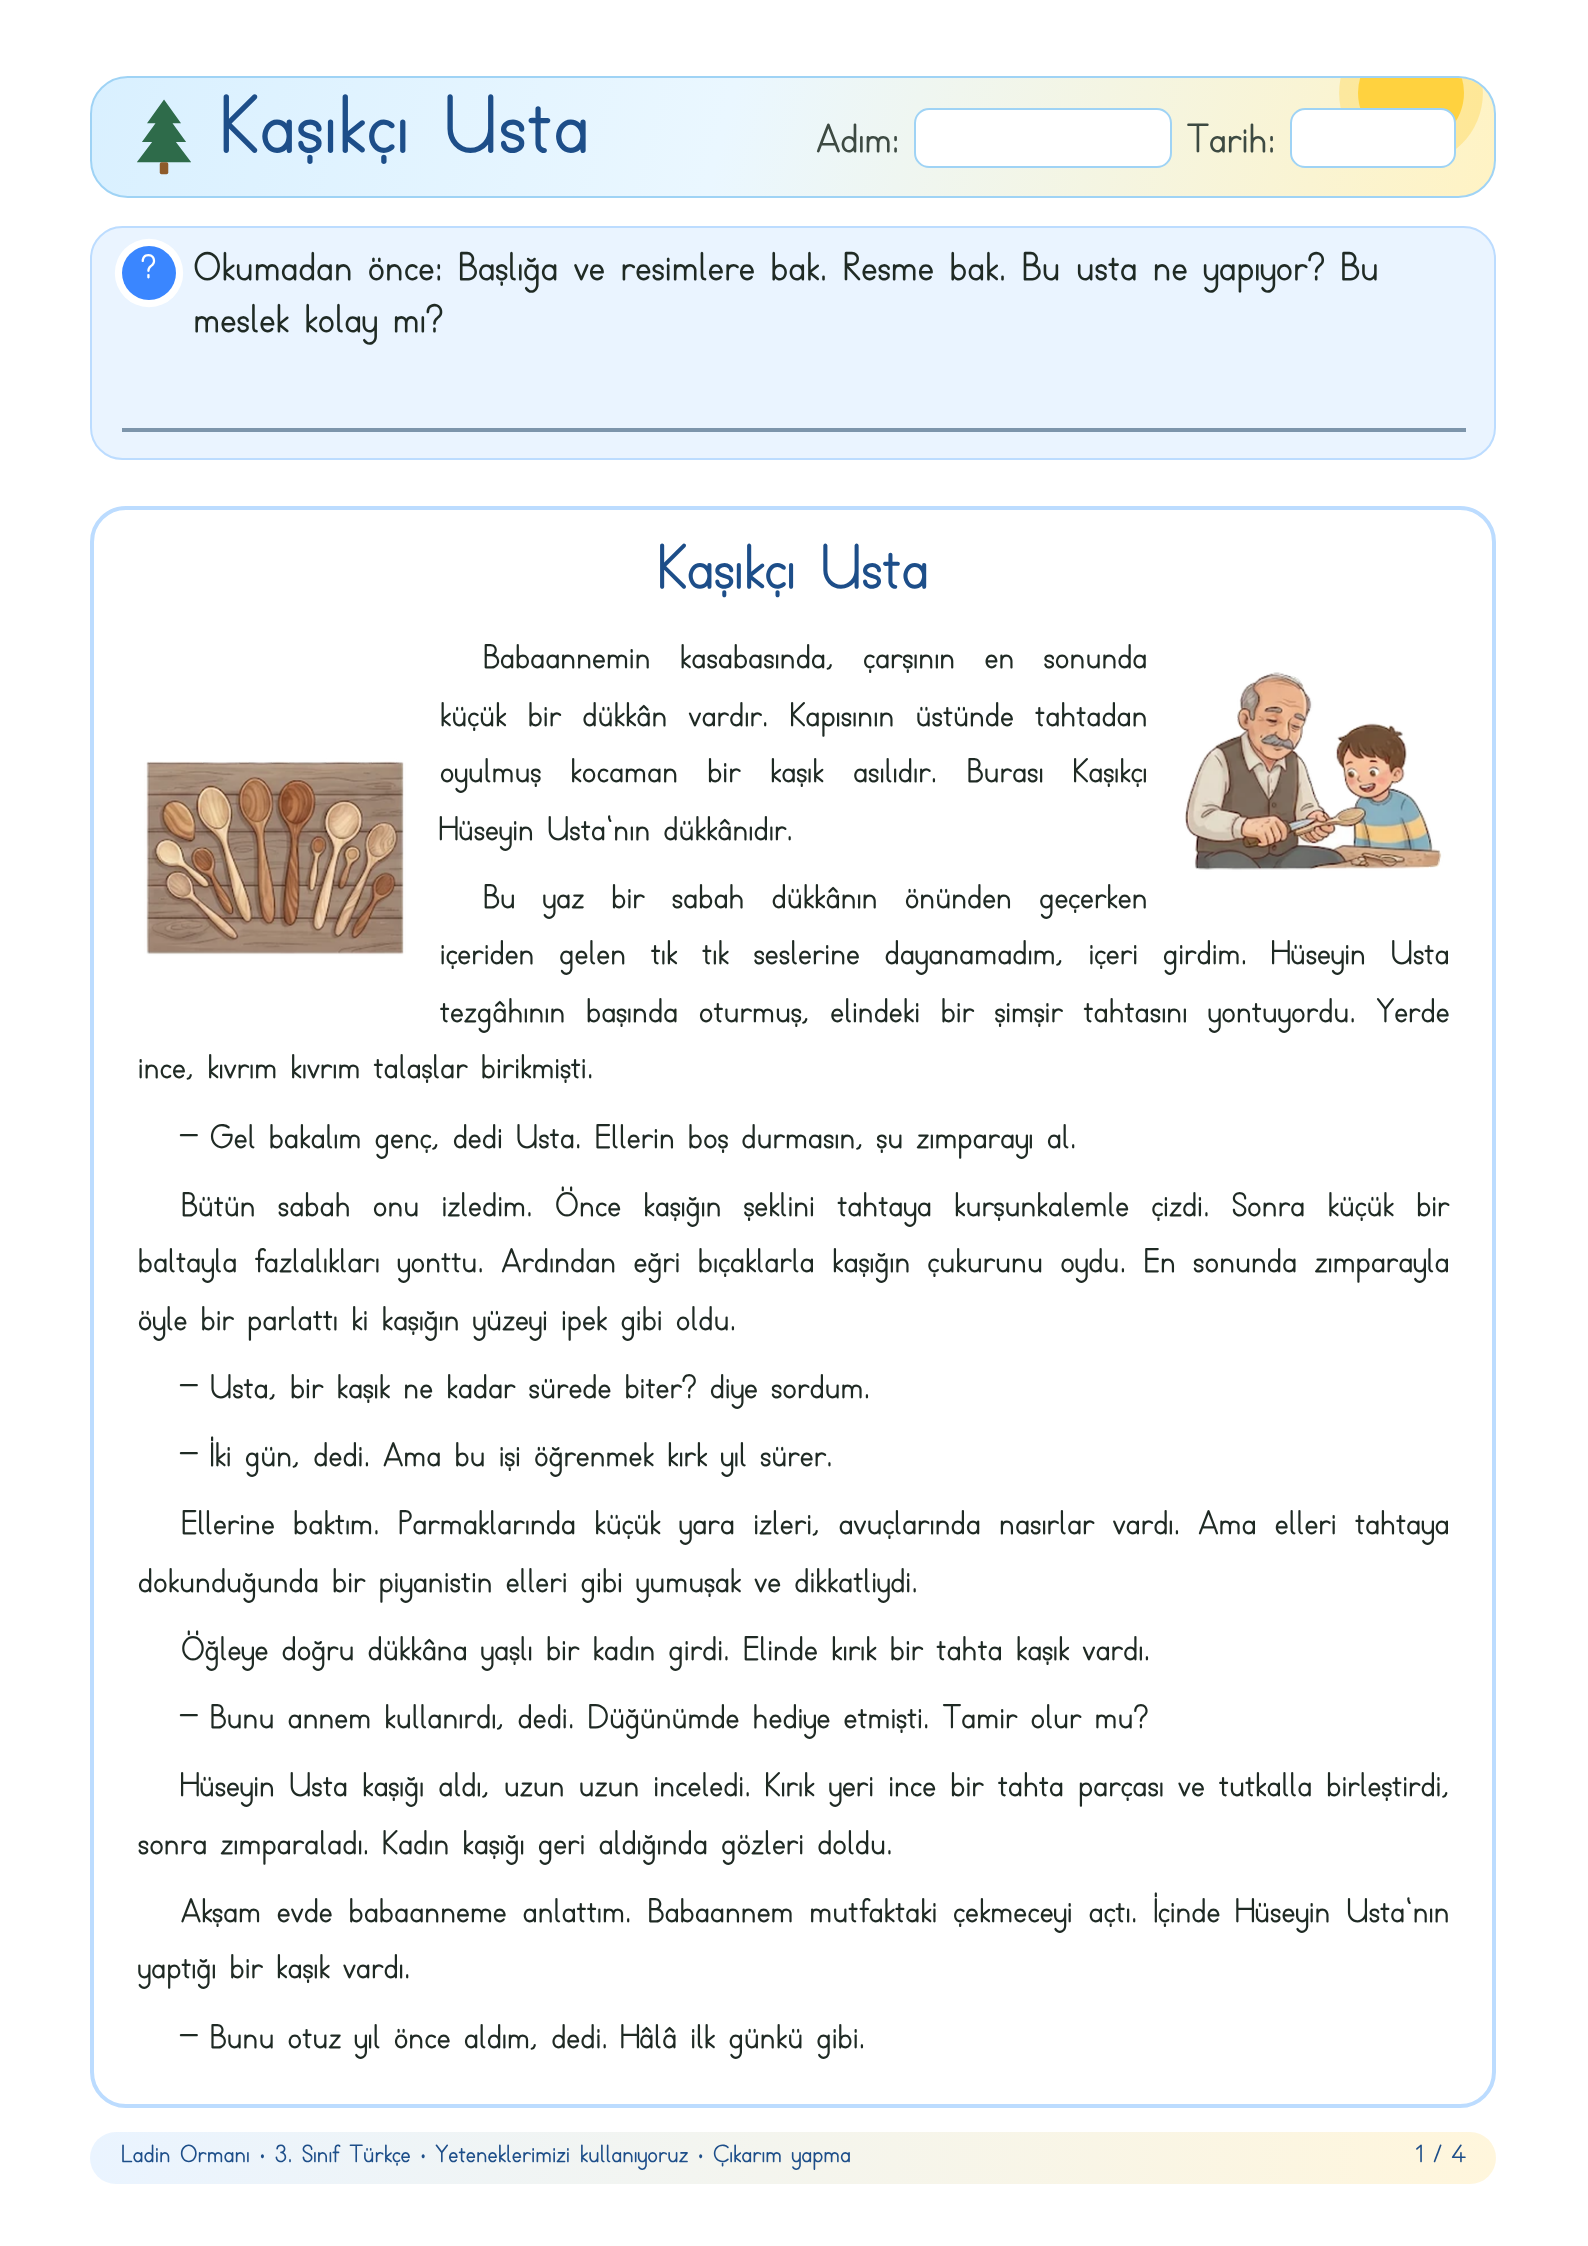 Kaşıkçı Usta
Adım:
Tarih:
?
Okumadan önce: Başlığa ve resimlere bak. Resme bak. Bu usta ne yapıyor? Bu
meslek kolay mı?
Kaşıkçı Usta
Babaannemin kasabasında, çarşının en sonunda
küçük bir dükkân vardır. Kapısının üstünde tahtadan
oyulmuş kocaman bir kaşık asılıdır. Burası Kaşıkçı
Hüseyin Usta‛nın dükkânıdır.
Bu yaz bir sabah dükkânın önünden geçerken
içeriden gelen tık tık seslerine dayanamadım, içeri girdim. Hüseyin Usta
tezgâhının başında oturmuş, elindeki bir şimşir tahtasını yontuyordu. Yerde
ince, kıvrım kıvrım talaşlar birikmişti.
– Gel bakalım genç, dedi Usta. Ellerin boş durmasın, şu zımparayı al.
Bütün sabah onu izledim. Önce kaşığın şeklini tahtaya kurşunkalemle çizdi. Sonra küçük bir
baltayla fazlalıkları yonttu. Ardından eğri bıçaklarla kaşığın çukurunu oydu. En sonunda zımparayla
öyle bir parlattı ki kaşığın yüzeyi ipek gibi oldu.
– Usta, bir kaşık ne kadar sürede biter? diye sordum.
– İki gün, dedi. Ama bu işi öğrenmek kırk yıl sürer.
Ellerine baktım. Parmaklarında küçük yara izleri, avuçlarında nasırlar vardı. Ama elleri tahtaya
dokunduğunda bir piyanistin elleri gibi yumuşak ve dikkatliydi.
Öğleye doğru dükkâna yaşlı bir kadın girdi. Elinde kırık bir tahta kaşık vardı.
– Bunu annem kullanırdı, dedi. Düğünümde hediye etmişti. Tamir olur mu?
Hüseyin Usta kaşığı aldı, uzun uzun inceledi. Kırık yeri ince bir tahta parçası ve tutkalla birleştirdi,
sonra zımparaladı. Kadın kaşığı geri aldığında gözleri doldu.
Akşam evde babaanneme anlattım. Babaannem mutfaktaki çekmeceyi açtı. İçinde Hüseyin Usta‛nın
yaptığı bir kaşık vardı.
– Bunu otuz yıl önce aldım, dedi. Hâlâ ilk günkü gibi.
Ladin Ormanı • 3. Sınıf Türkçe • Yeteneklerimizi kullanıyoruz • Çıkarım yapma
1 / 4